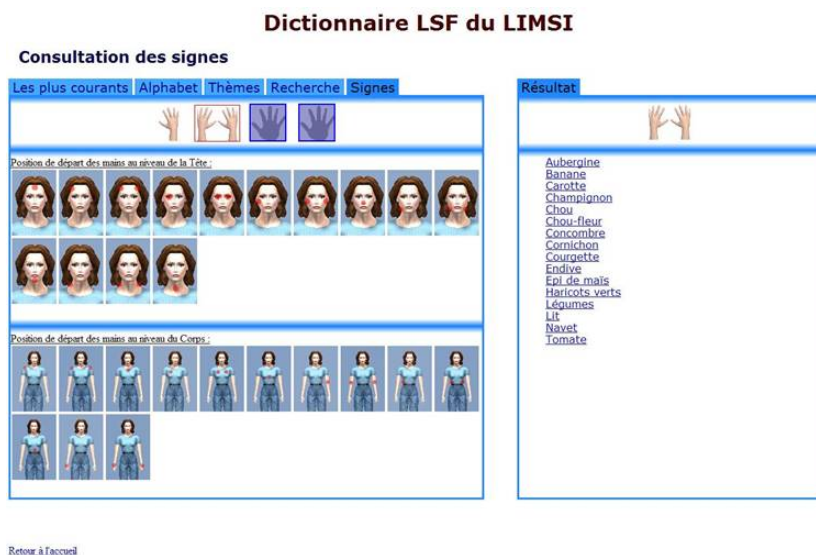 Dictionnaire LSF du LIMSI
Consultation des signes
Les plus courants Alphabet Thèmes Recherche Signes
Position de départ des mains au niveau de la Tête :
Position de départ des mains au niveau du Corps :
Résultat
Aubergine
Banane
Carotte
Champignon
Chou
Chou-fleur
Concombre
Cornichon
Courgette
Endive
Epi de maïs
Haricots verts
Légumes
Lit
Navet
Tomate
Retour à l'accueil